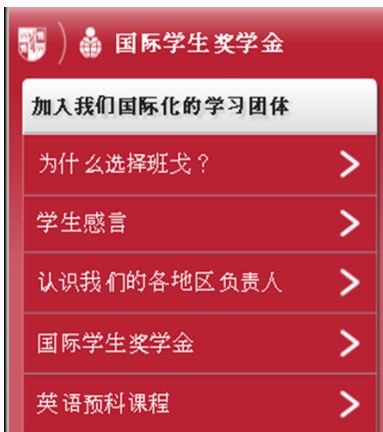 国际学生奖学金
加入我们国际化的学习团体
为什么选择班戈？
学生感言
认识我们的各地区负责人
国际学生奖学金
英语预科课程